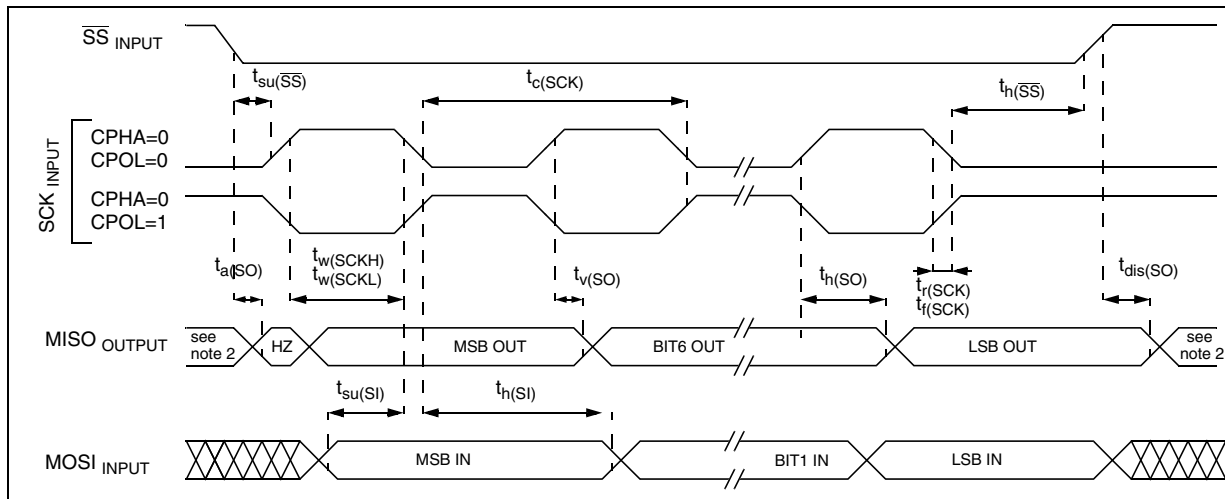 SS INPUT
tsu(SS)
tc(SCK)
th(SS)
SCK INPUT
CPHA=0
CPOL=0
CPHA=0
CPOL=1
ta(SO)
tw(SCKH)
tw(SCKL)
tv(SO)
th(SO)
tr(SCK)
tf(SCK)
tdis(SO)
MISO OUTPUT
see
note 2
HZ
MSB OUT
BIT6 OUT
LSB OUT
see
note 2
tsu(SI)
th(SI)
MOSI INPUT
MSB IN
BIT1 IN
LSB IN